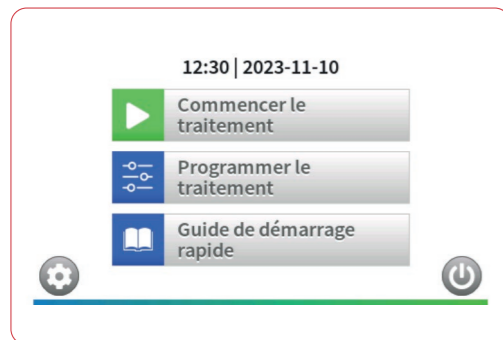 12:30 | 2023-11-10
Commencer le
traitement
Programmer le
traitement
Guide de démarrage
rapide